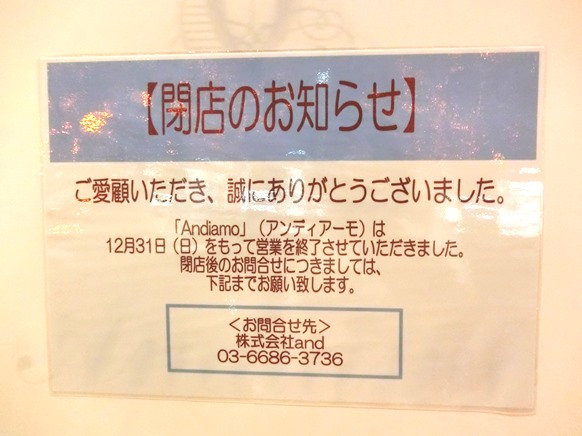 【閉店のお知らせ】
ご愛顧いただき、誠にありがとうございました。
「Andiamo」（アンディアーモ）は
12月31日（日）をもって営業を終了させていただきました。
閉店後のお問合せにつきましては、
下記までお願い致します。
＜お問合せ先＞
株式会社and
03-6686-3736